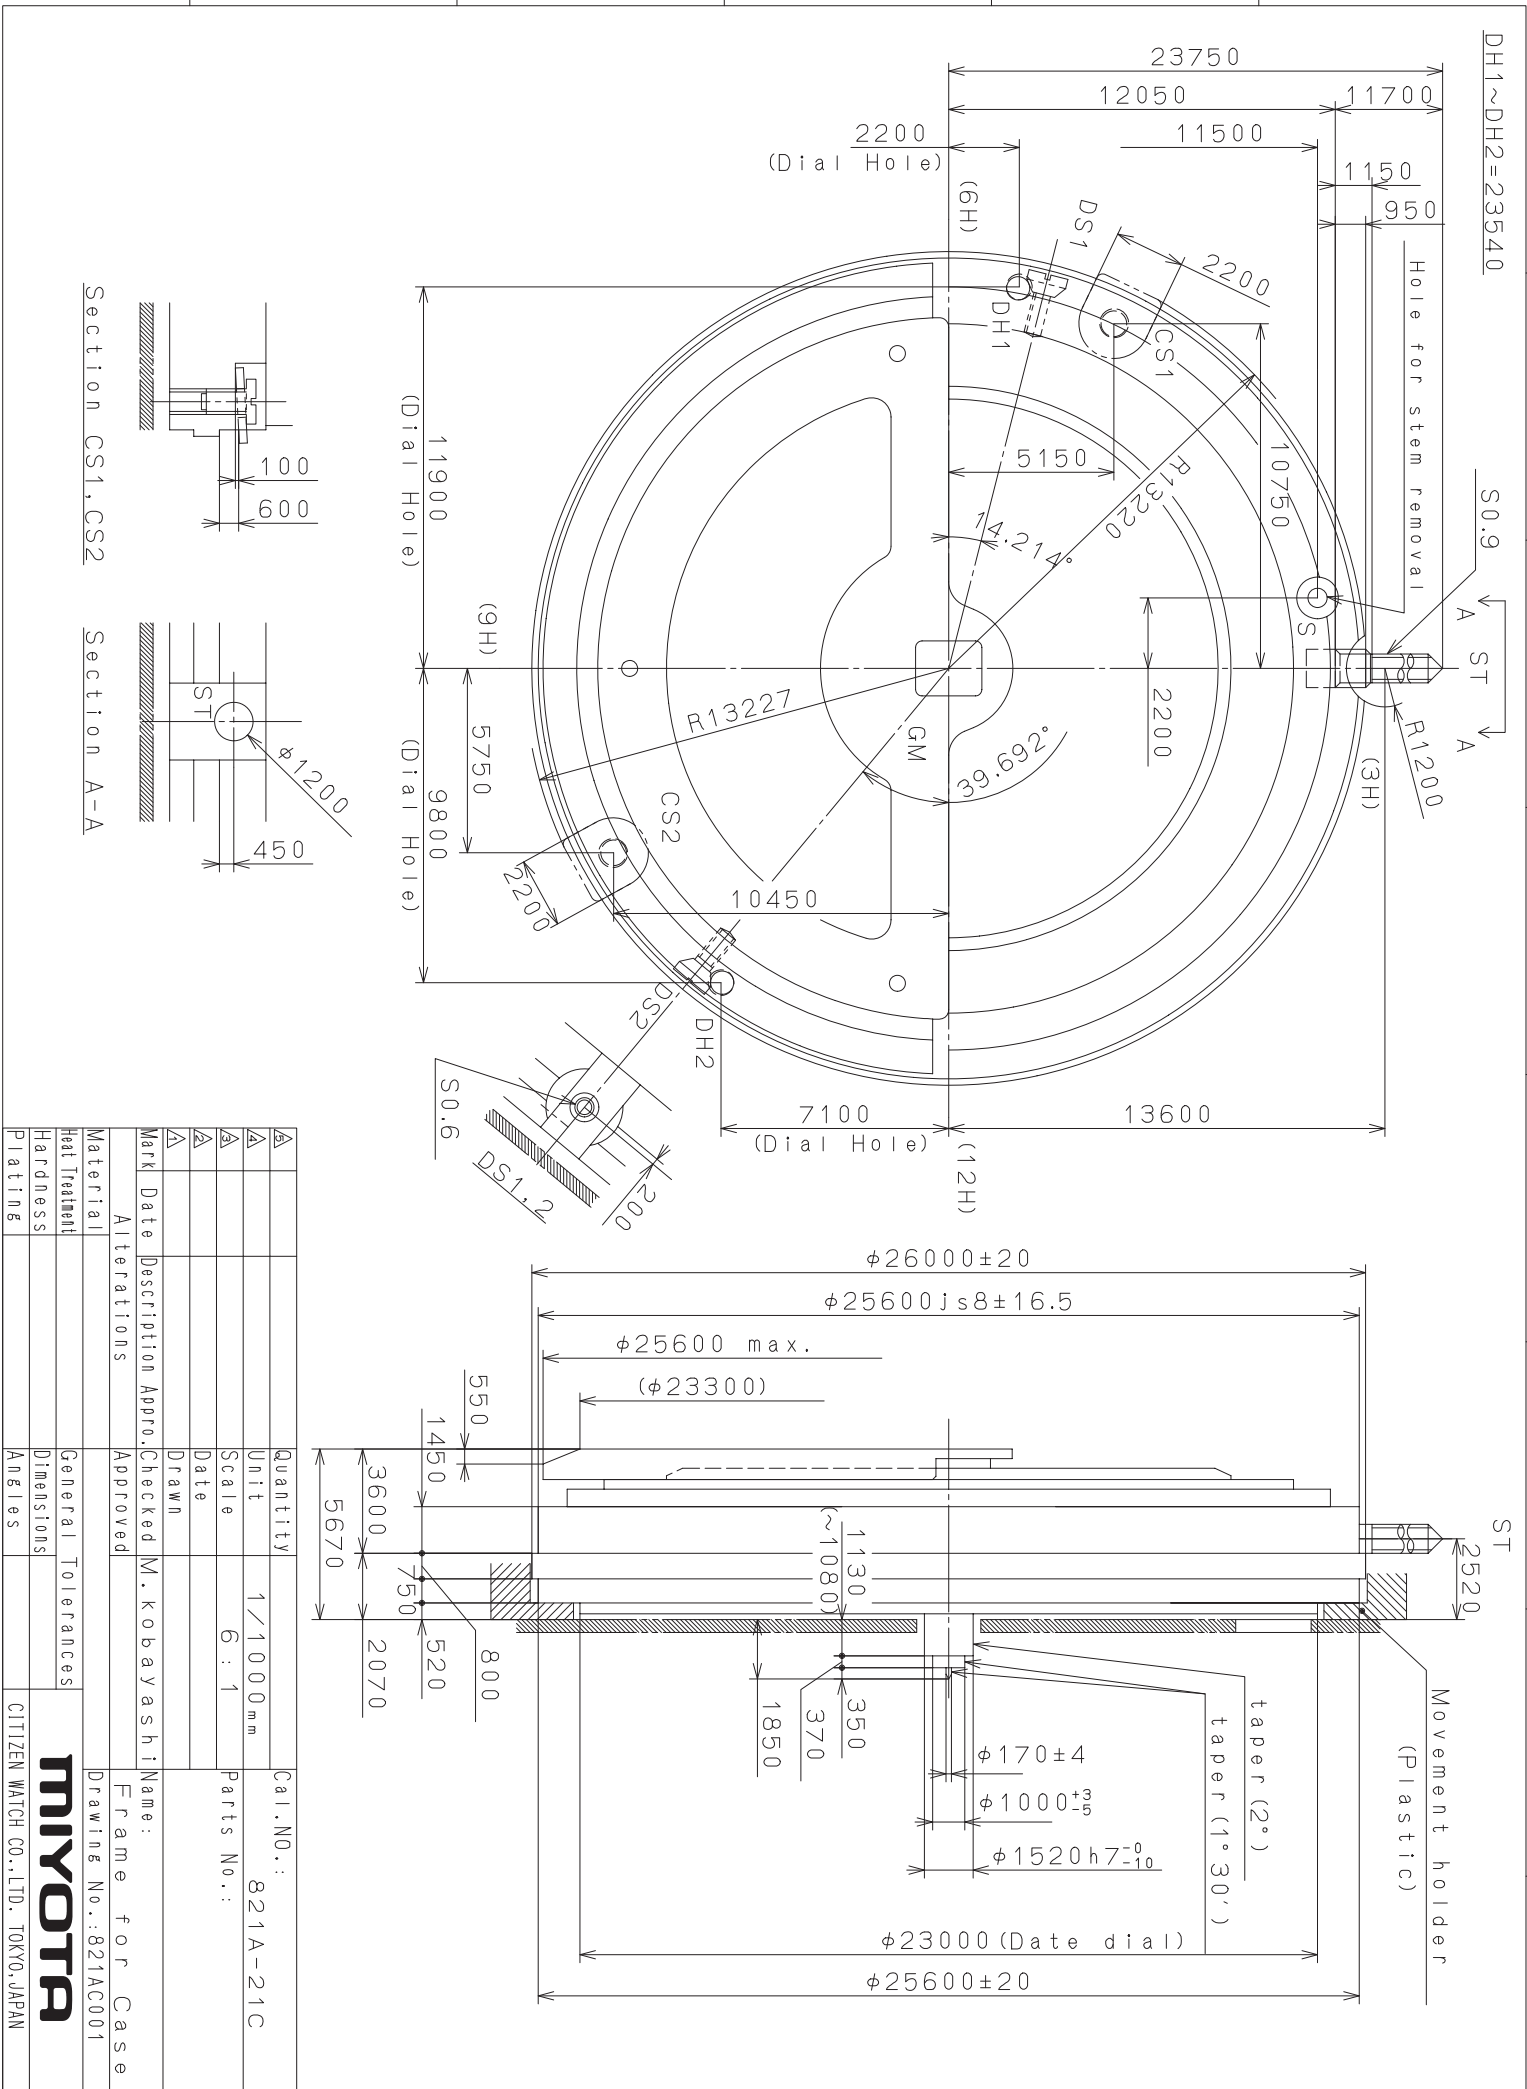 DH1~DH2=23540
23750
12050
11700
2200
(Dial Hole)
11500
1150
950
Hole for stem removal
S0.9
A
ST
A
(6H)
DS1
2200
DH1
CS1
10750
R13220
5150
14.214°
S
2200
R1200
(3H)
GM
39.692°
R13227
(9H)
11900
(Dial Hole)
9800
(Dial Hole)
5750
CS2
2200
10450
DS2
DH2
7100
(Dial Hole)
13600
(12H)
S0.6
DS1,2
200
100
600
Section CS1,CS2
ST
φ1200
450
Section A-A
φ26000±20
φ25600js8±16.5
φ25600 max.
(φ23300)
550
1450
3600
5670
750
800
520
2070
1130
(~1080)
1850
370
350
ST
2520
φ170±4
φ1000+3-5
φ1520h7-0-10
taper(2°)
taper(1°30′)
Movement holder
(Plastic)
φ23000(Date dial)
φ25600±20
5
4
3
2
1
Mark Date Description Appro.
Alterations
Material
Heat Treatment
Hardness
Plating
Quantity
Unit 1/1000mm
Scale 6:1
Date
Drawn
Checked M.kobayashi
Approved
General Tolerances
Dimensions
Angles
Cal.NO.:
821A-21C
Parts No.:
Name:
Frame for Case
Drawing No.:821AC001
MIYOTA
CITIZEN WATCH CO.,LTD. TOKYO,JAPAN